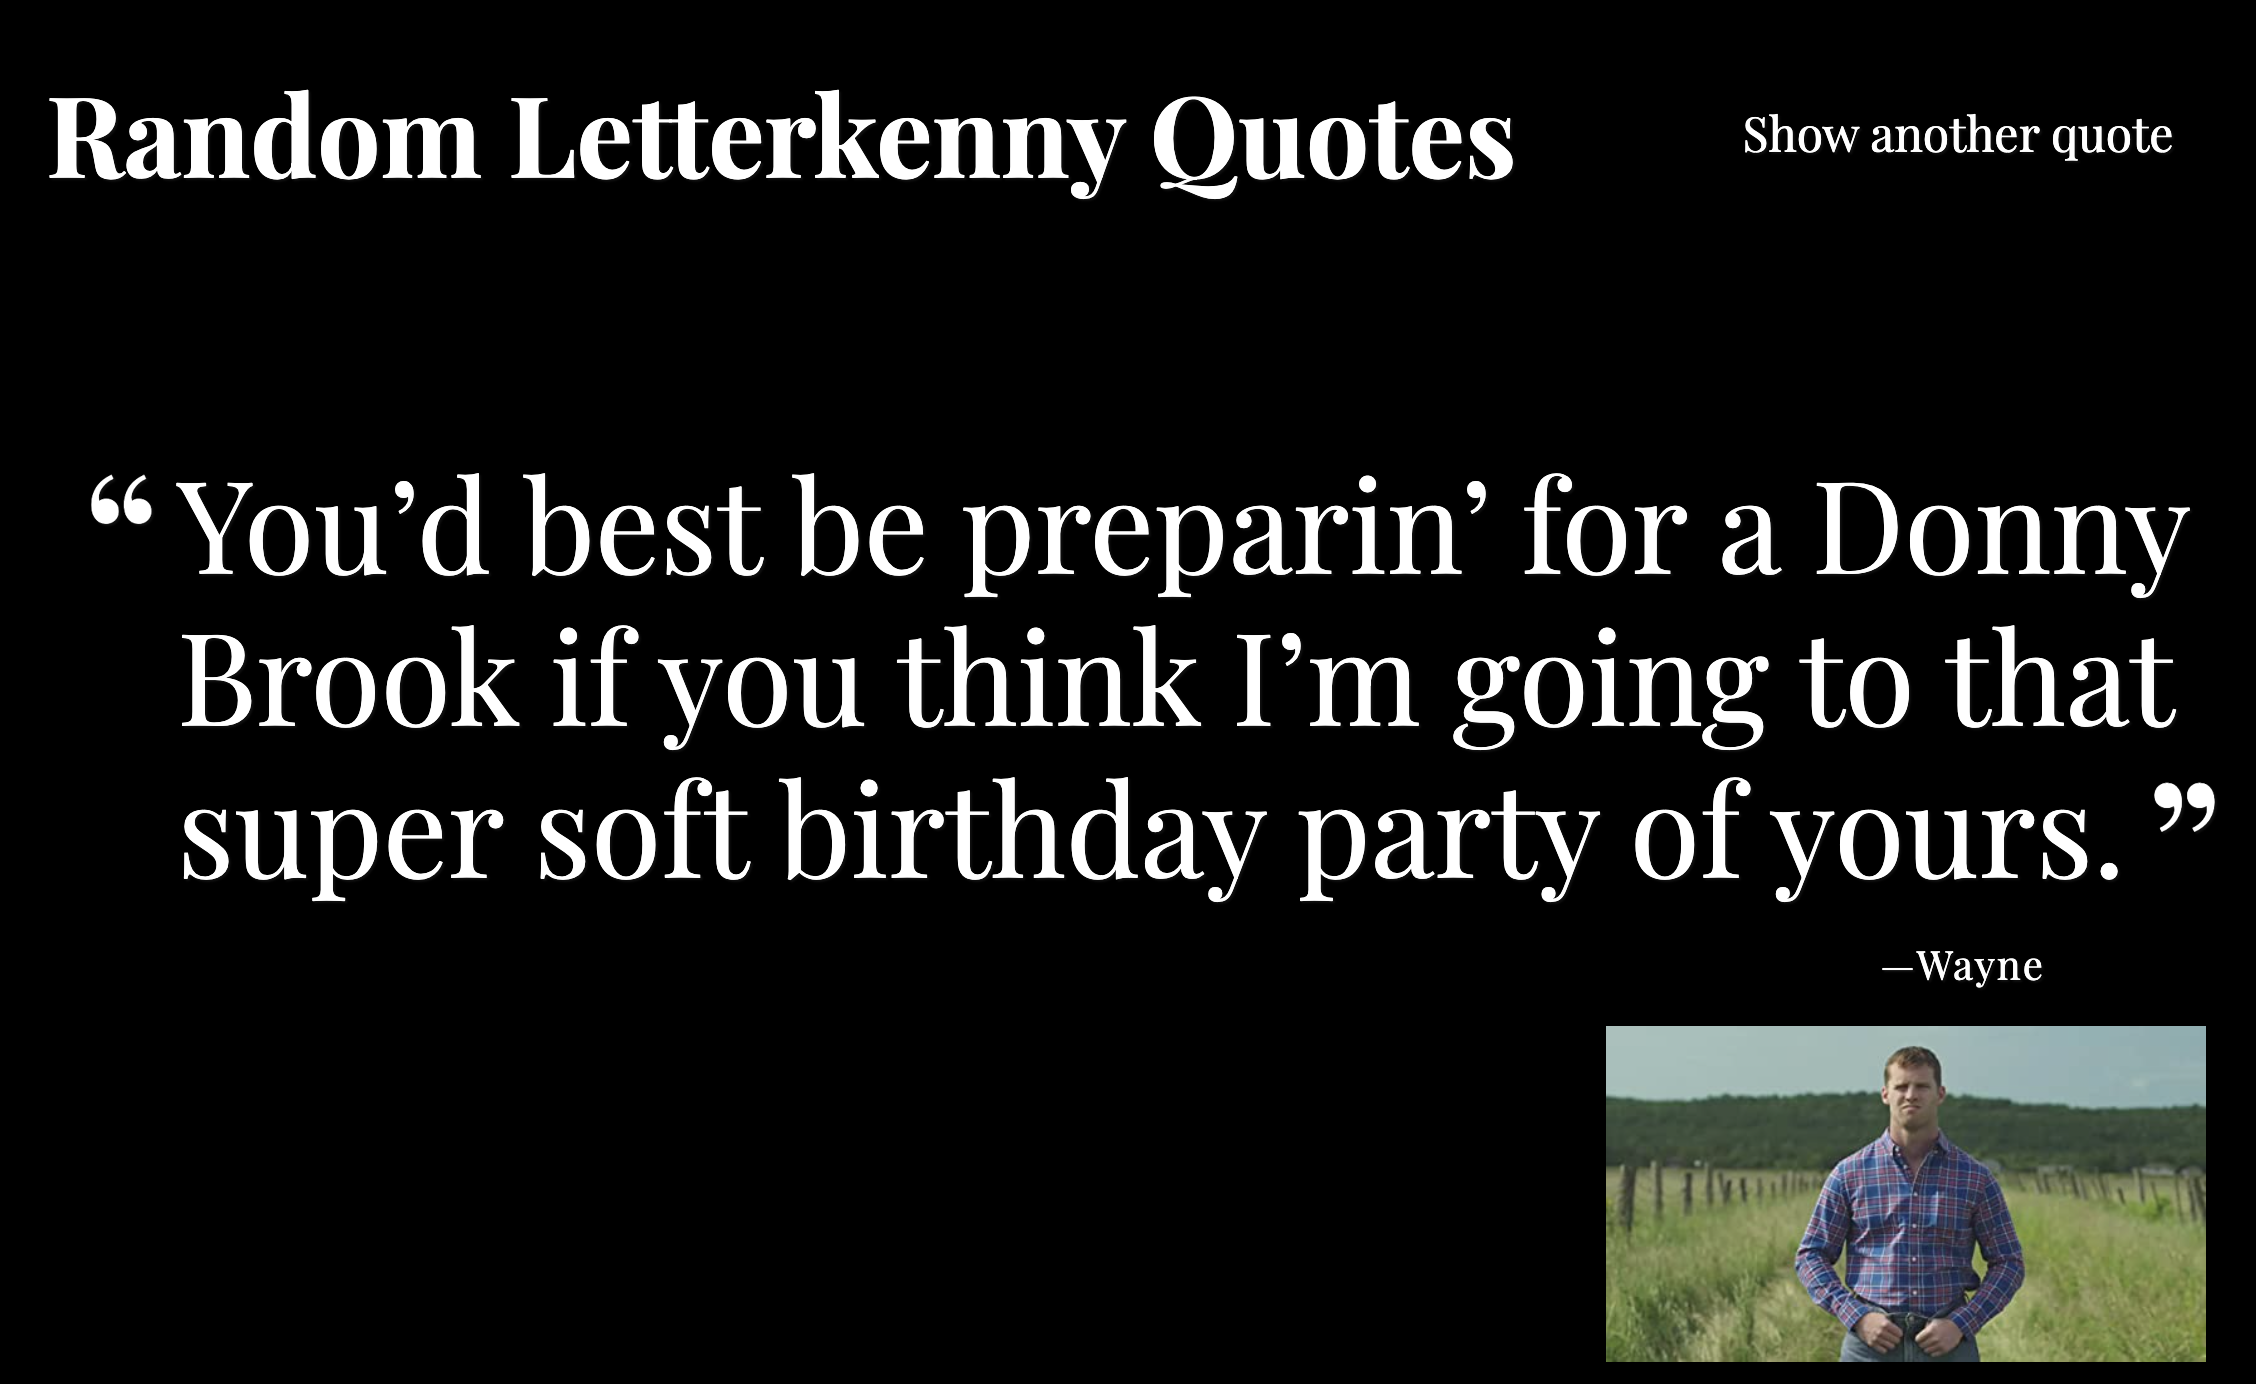 Random Letterkenny Quotes
Show another quote
“You’d best be preparin’ for a Donny
Brook if you think I’m going to that
super soft birthday party of yours.”
—Wayne